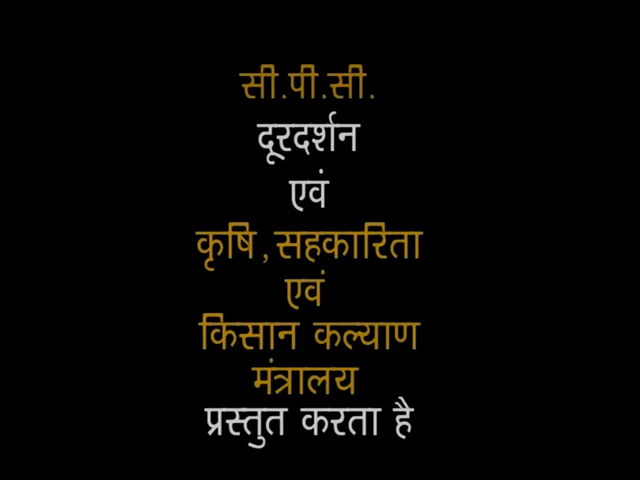 सी.पी.सी.
दूरदर्शन
एवं
कृषि,सहकारिता
एवं
किसान कल्याण
मंत्रालय
प्रस्तुत करता है